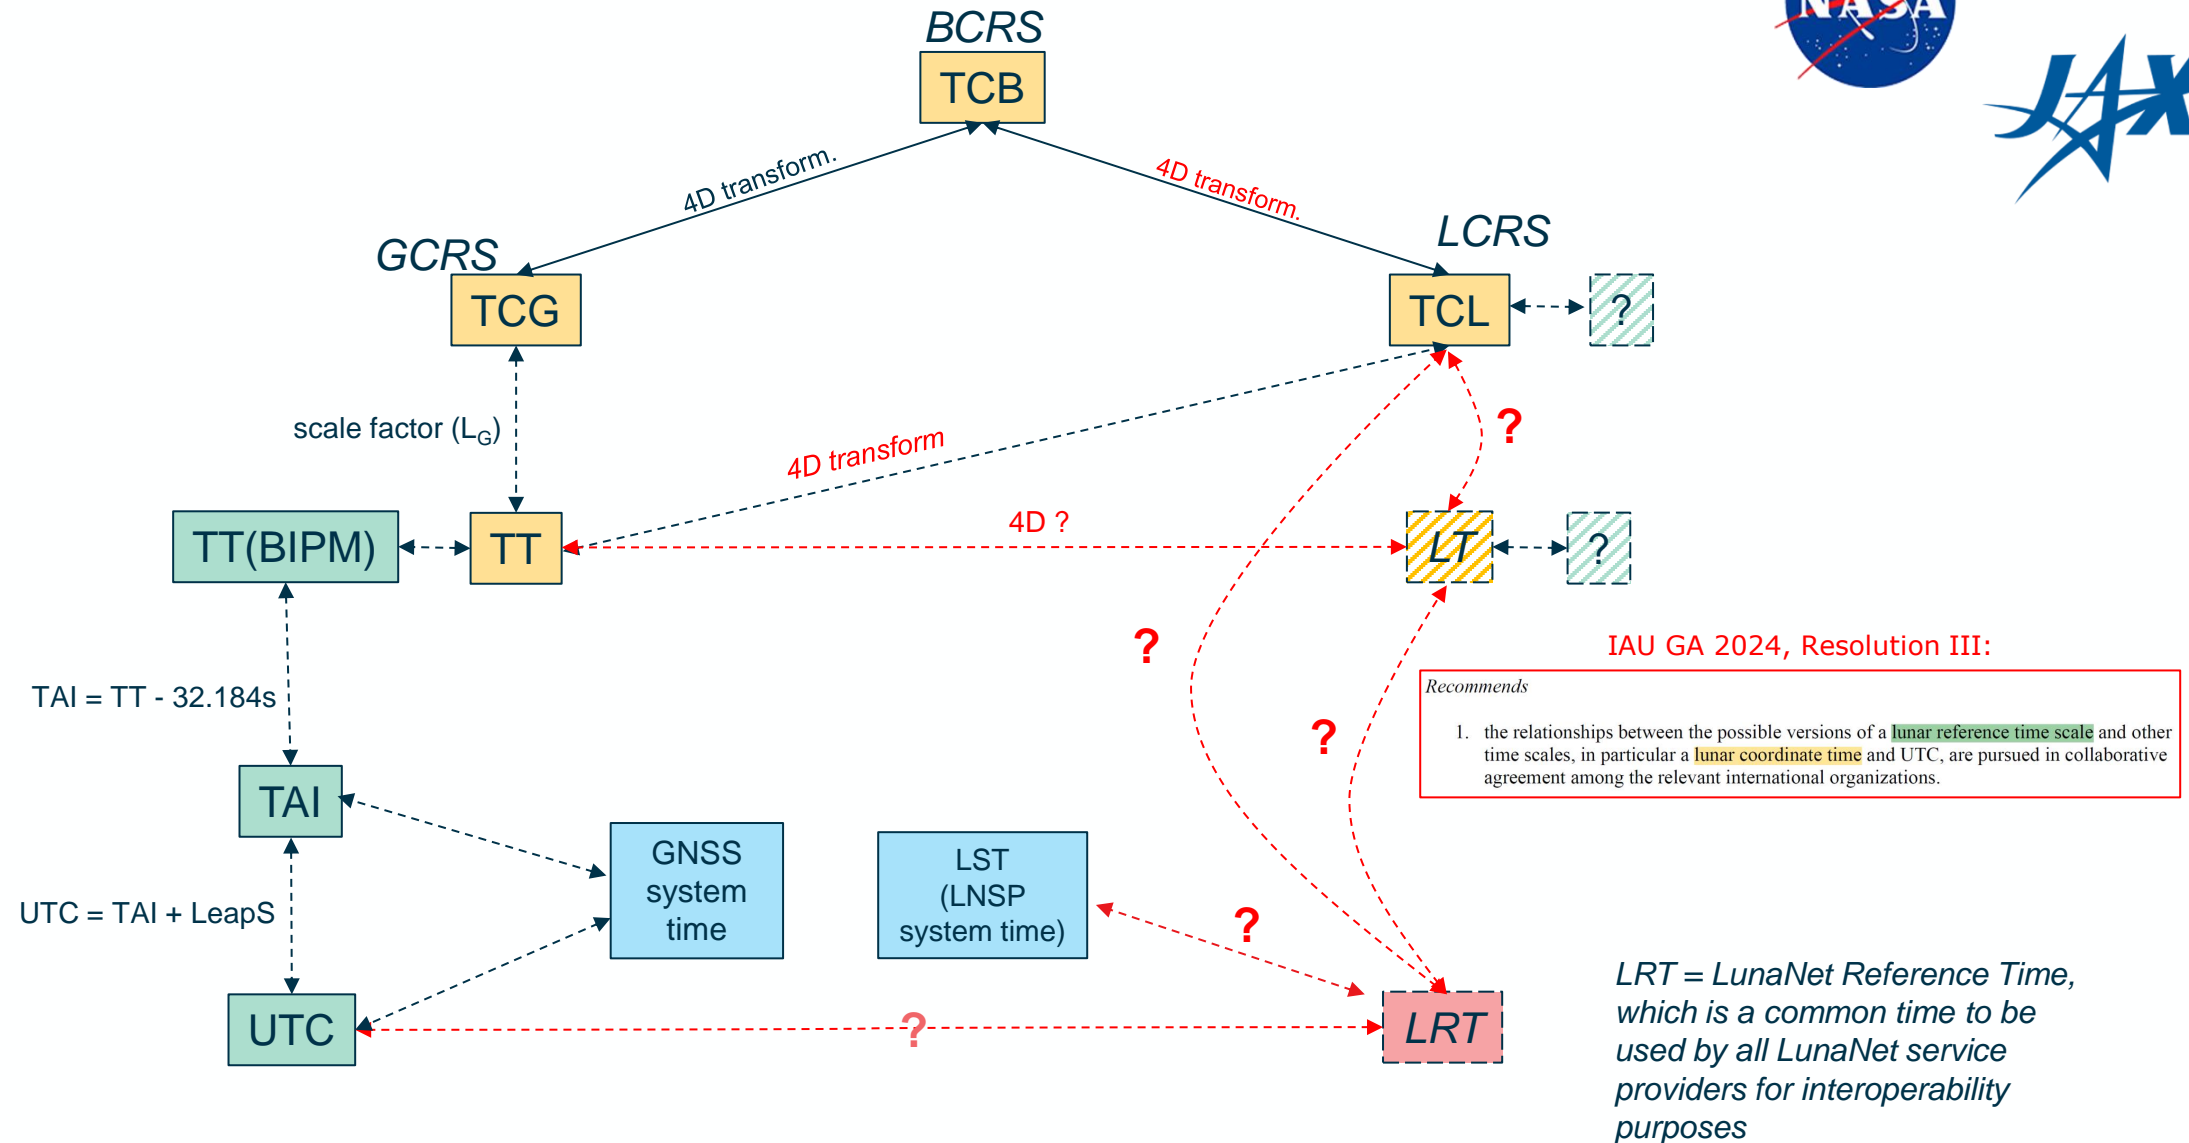 BCRS
TCB
NASA
JAX
4D transform.
4D transform.
GCRS
LCRS
TCG
TCL
?
scale factor (LG)
?
4D transform
TT(BIPM)
TT
4D ?
LT
?
?
IAU GA 2024, Resolution III:
Recommends
1. the relationships between the possible versions of a lunar reference time scale and other
time scales, in particular a lunar coordinate time and UTC, are pursued in collaborative
agreement among the relevant international organizations.
TAI = TT - 32.184s
?
TAI
GNSS
system
time
LST
(LNSP
system time)
UTC = TAI + LeapS
?
UTC
?
LRT
LRT = LunaNet Reference Time,
which is a common time to be
used by all LunaNet service
providers for interoperability
purposes